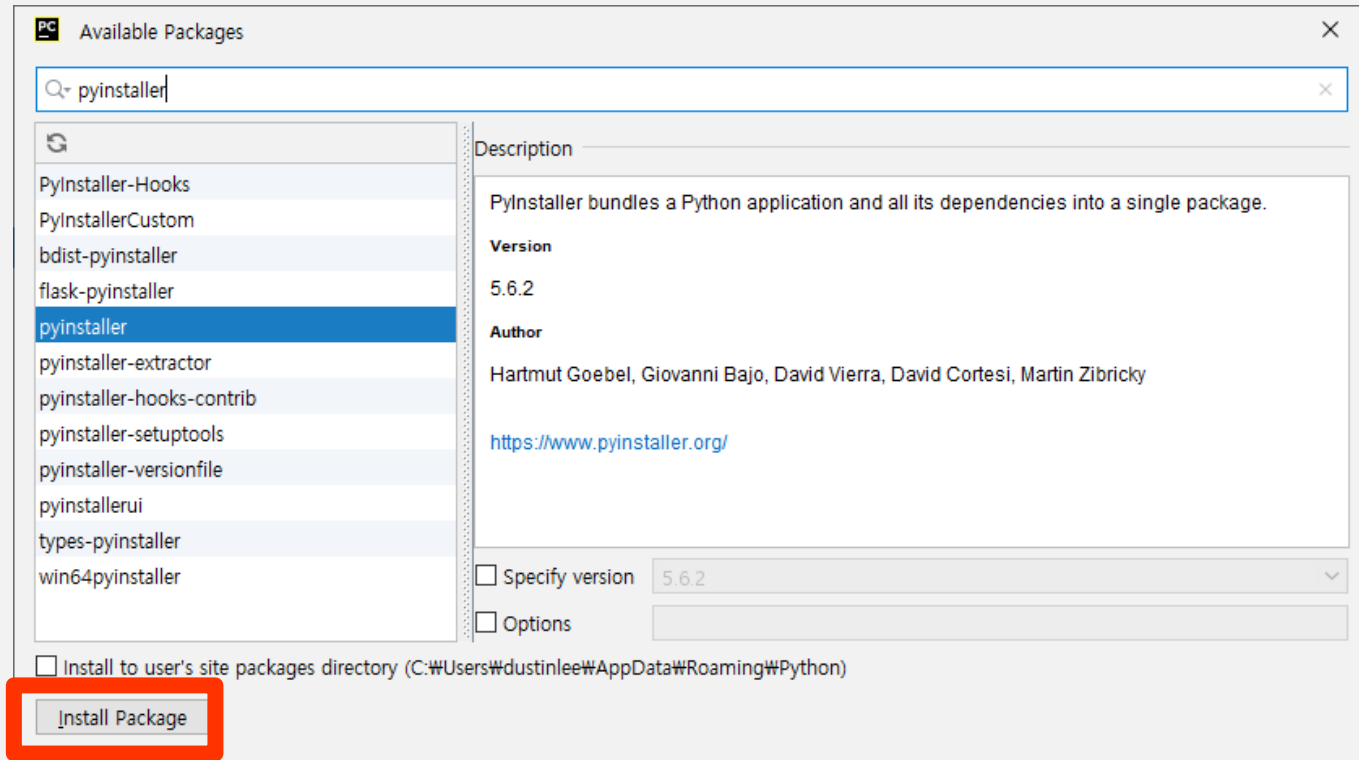 PC Available Packages
pyinstaller
Description
PyInstaller-Hooks
PyInstallerCustom
bdist-pyinstaller
flask-pyinstaller
pyinstaller
pyinstaller-extractor
pyinstaller-hooks-contrib
pyinstaller-setuptools
pyinstaller-versionfile
pyinstallerui
types-pyinstaller
win64pyinstaller
PyInstaller bundles a Python application and all its dependencies into a single package.
Version
5.6.2
Author
Hartmut Goebel, Giovanni Bajo, David Vierra, David Cortesi, Martin Zibricky
https://www.pyinstaller.org/
Specify version 5.6.2
Options
Install to user's site packages directory (C:₩Users₩dustinlee₩AppData₩Roaming₩Python)
Install Package